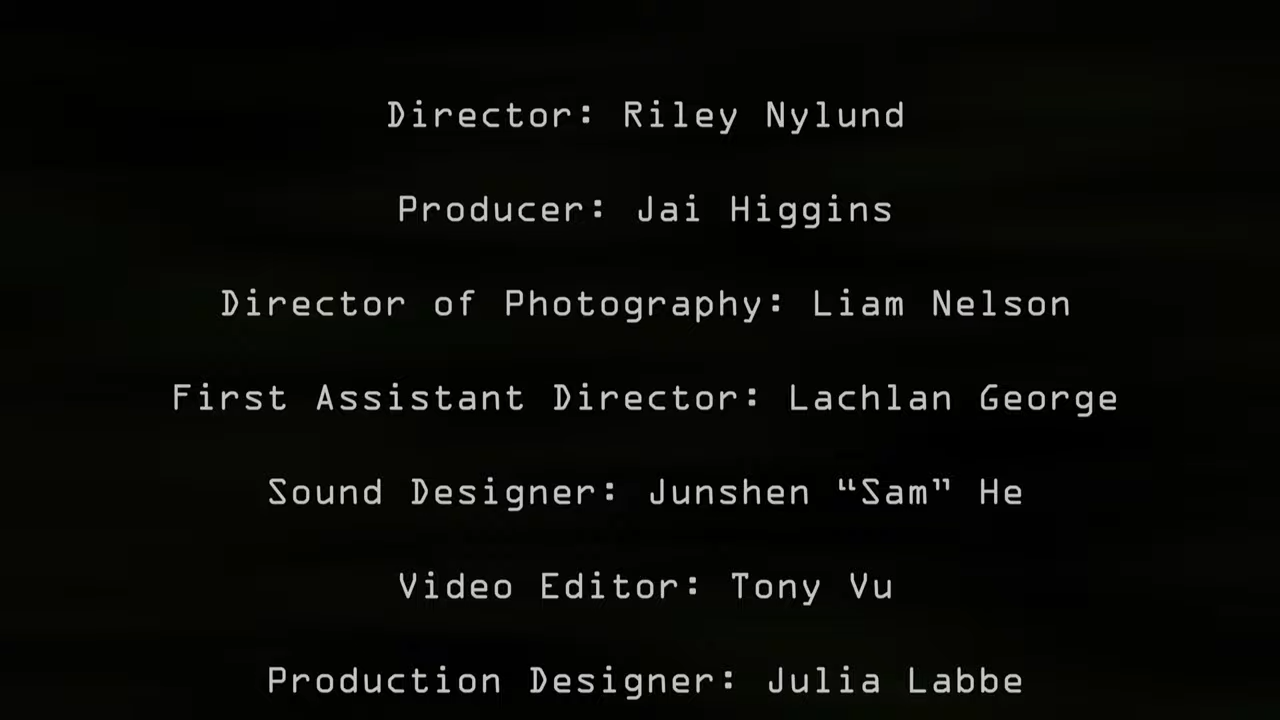 Director: Riley Nylund
Producer: Jai Higgins
Director of Photography: Liam Nelson
First Assistant Director: Lachlan George
Sound Designer: Junshen “Sam” He
Video Editor: Tony Vu
Production Designer: Julia Labbe